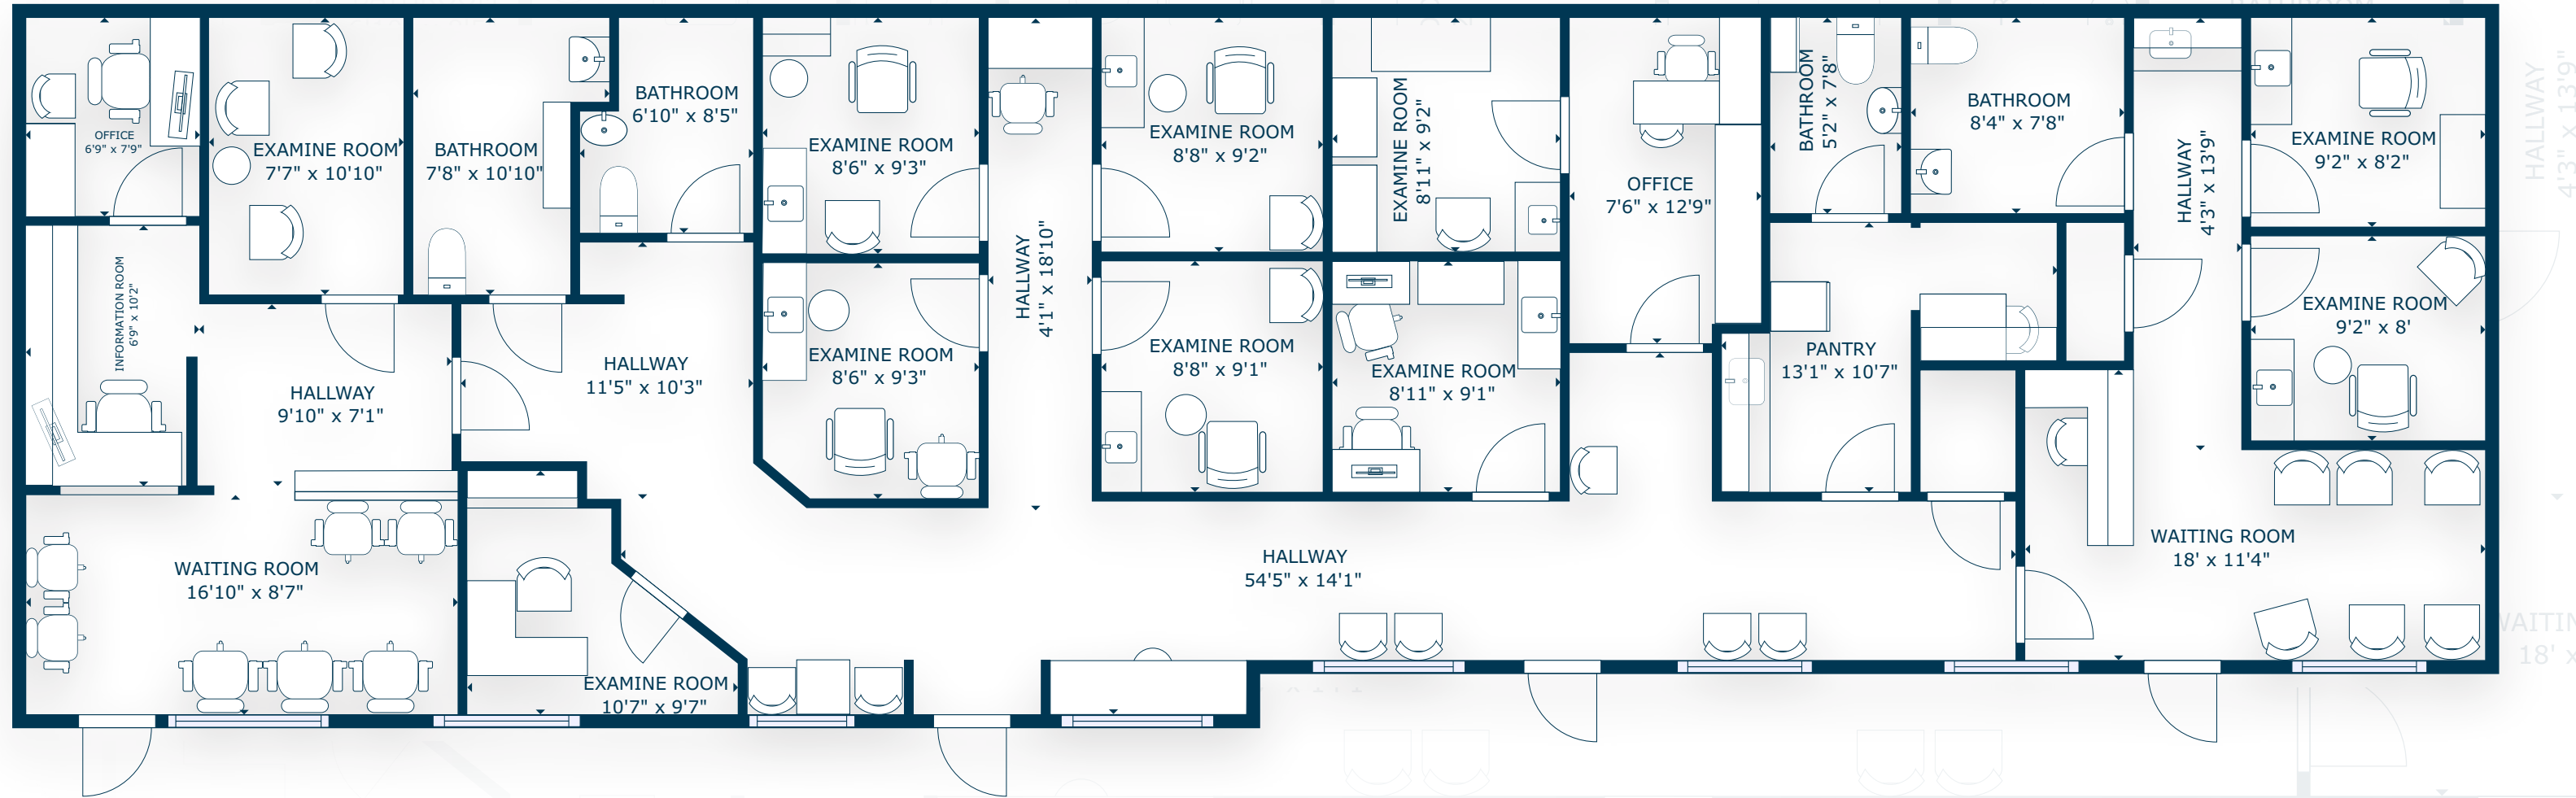 OFFICE
6'9" x 7'9"
EXAMINE ROOM
7'7" x 10'10"
BATHROOM
7'8" x 10'10"
BATHROOM
6'10" x 8'5"
EXAMINE ROOM
8'6" x 9'3"
HALLWAY
4'1" x 18'10"
EXAMINE ROOM
8'8" x 9'2"
EXAMINE ROOM
8'11" x 9'2"
OFFICE
7'6" x 12'9"
BATHROOM
5'2" x 7'8"
BATHROOM
8'4" x 7'8"
HALLWAY
4'3" x 13'9"
EXAMINE ROOM
9'2" x 8'2"
HALLWAY
4'3" x 13'9"
INFORMATION ROOM
6'9" x 10'2"
HALLWAY
9'10" x 7'1"
HALLWAY
11'5" x 10'3"
EXAMINE ROOM
8'6" x 9'3"
EXAMINE ROOM
8'8" x 9'1"
EXAMINE ROOM
8'11" x 9'1"
PANTRY
13'1" x 10'7"
EXAMINE ROOM
9'2" x 8'
WAITING ROOM
16'10" x 8'7"
EXAMINE ROOM
10'7" x 9'7"
HALLWAY
54'5" x 14'1"
WAITING ROOM
18' x 11'4"